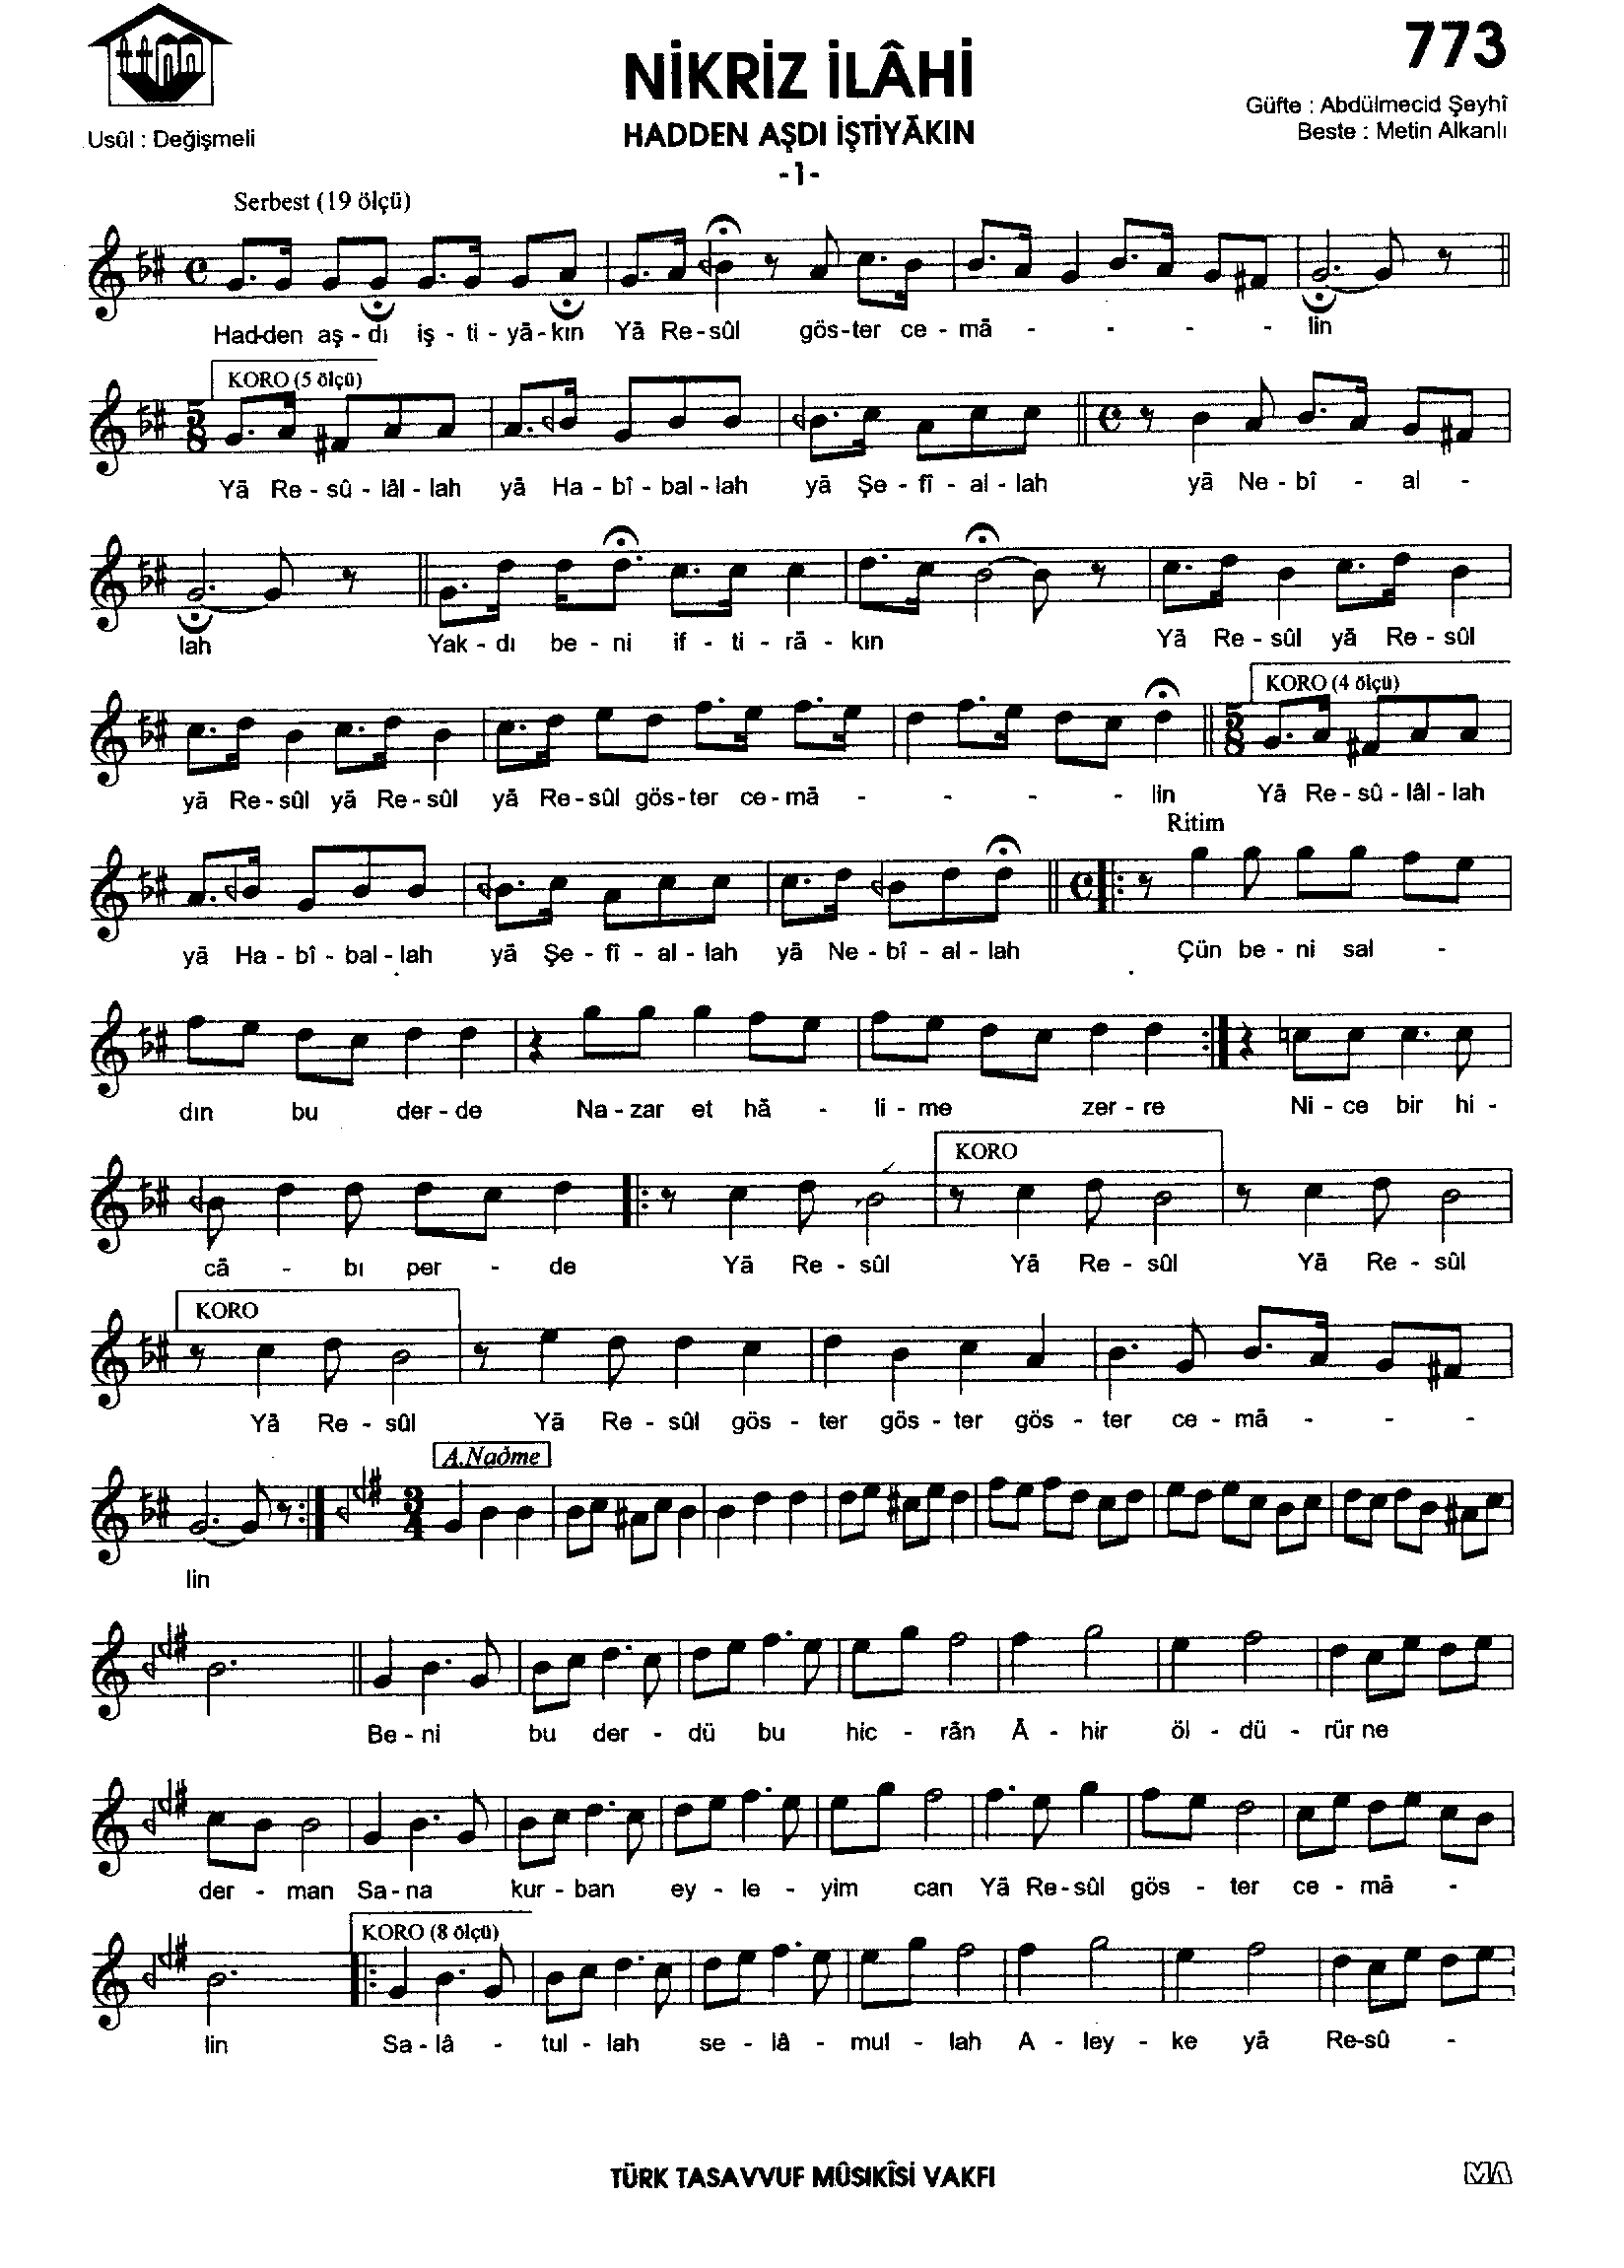 773
NİKRİZ İLÂHİ
HADDEN AŞDI İŞTİYÂKIN
-1-
Usûl : Değişmeli
Güfte : Abdülmecid Şeyhî
Beste : Metin Alkanlı
Serbest (19 ölçü)
Had-den aş - dı iş - ti - yâ - kın Yâ Re - sûl gös-ter ce - mâ - - - - lin
KORO (5 ölçü)
Yâ Re - sû - lâl - lah yâ Ha - bî - bal - lah yâ Şe - fî - al - lah yâ Ne - bî - al -
lah Yak - dı be - ni if - ti - râ - kın Yâ Re - sûl yâ Re - sûl
KORO (4 ölçü)
yâ Re - sûl yâ Re - sûl yâ Re - sûl gös-ter ce - mâ - - - - lin Yâ Re - sû - lâl - lah
Ritim
yâ Ha - bî - bal - lah yâ Şe - fî - al - lah yâ Ne - bî - al - lah Çün be - ni sal -
dın bu der - de Na - zar et hâ - li - me zer - re Ni - ce bir hi -
KORO
câ - bı per - de Yâ Re - sûl Yâ Re - sûl Yâ Re - sûl
KORO
Yâ Re - sûl Yâ Re - sûl gös - ter gös - ter gös - ter ce - mâ - - -
A.Nağme
lin
Be - ni bu der - dü bu hic - rân Â - hir öl - dü - rür ne
der - man Sa - na kur - ban ey - le - yim can Yâ Re - sûl gös - ter ce - mâ -
KORO (8 ölçü)
lin Sa - lâ - tul - lah se - lâ - mul - lah A - ley - ke yâ Re-sû -
TÜRK TASAVVUF MÛSIKÎSİ VAKFI
MA